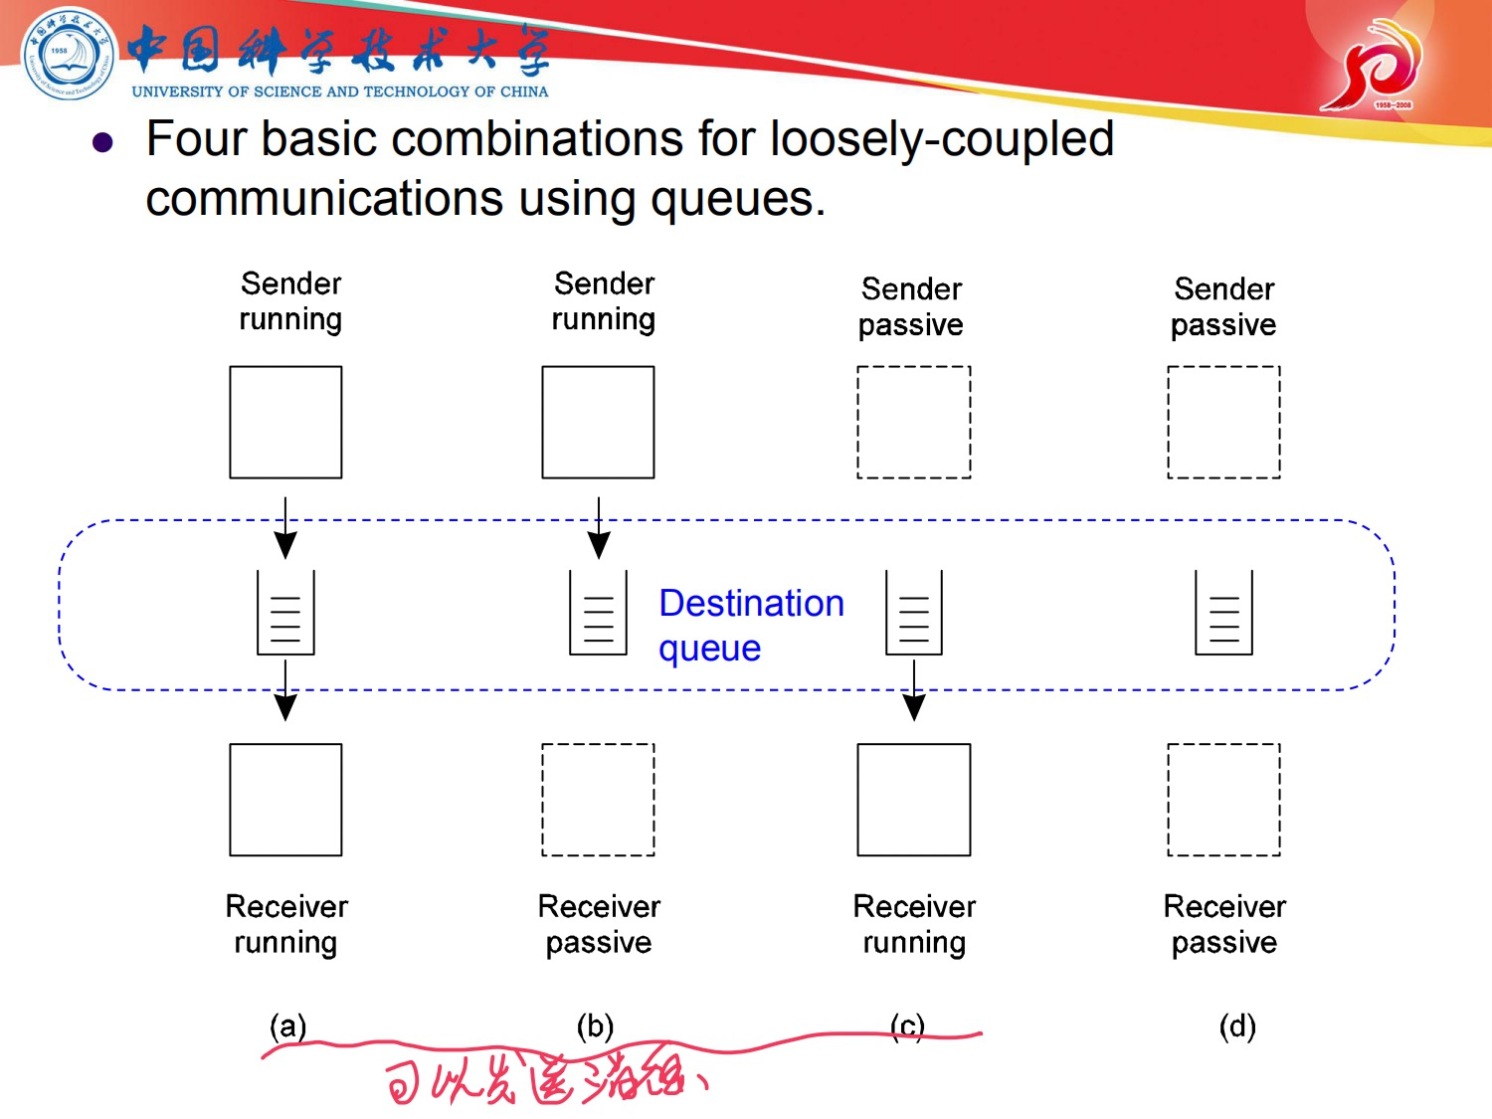 中国科学技术大学
UNIVERSITY OF SCIENCE AND TECHNOLOGY OF CHINA
1958
1958-2008
● Four basic combinations for loosely-coupled
communications using queues.
Sender running
Sender running
Sender passive
Sender passive
Destination
queue
Receiver running
Receiver passive
Receiver running
Receiver passive
(a) (b) (c) (d)
可以发送消息、